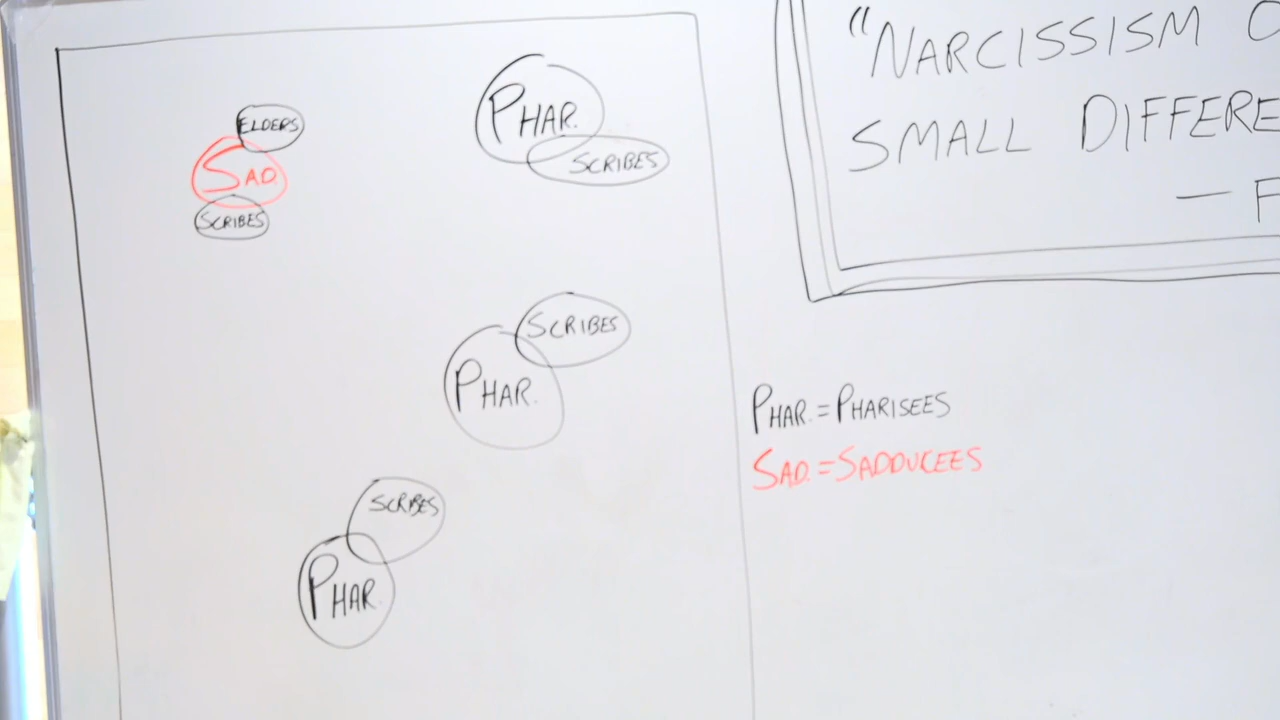 "NARCISSISM
SMALL DIFFERE
— F
ELDERS
SAD.
SCRIBES
PHAR.
SCRIBES
SCRIBES
PHAR.
SCRIBES
PHAR.
PHAR. = PHARISEES
SAD. = SADDUCEES